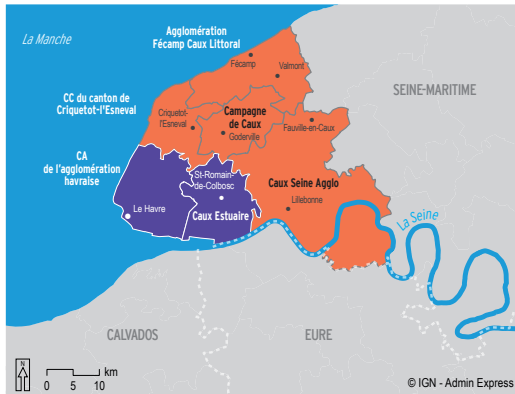 La Manche
Agglomération
Fécamp Caux Littoral
Fécamp
Valmont
SEINE-MARITIME
CC du canton de
Criquetot-l'Esneval
Criquetot-
l'Esneval
Campagne
de Caux
Goderville
Fauville-en-Caux
CA
de l'agglomération
havraise
St-Romain-
de-Colbosc
Caux Seine Agglo
Lillebonne
Le Havre
Caux Estuaire
La Seine
CALVADOS
EURE
N
km
0 5 10
© IGN - Admin Express